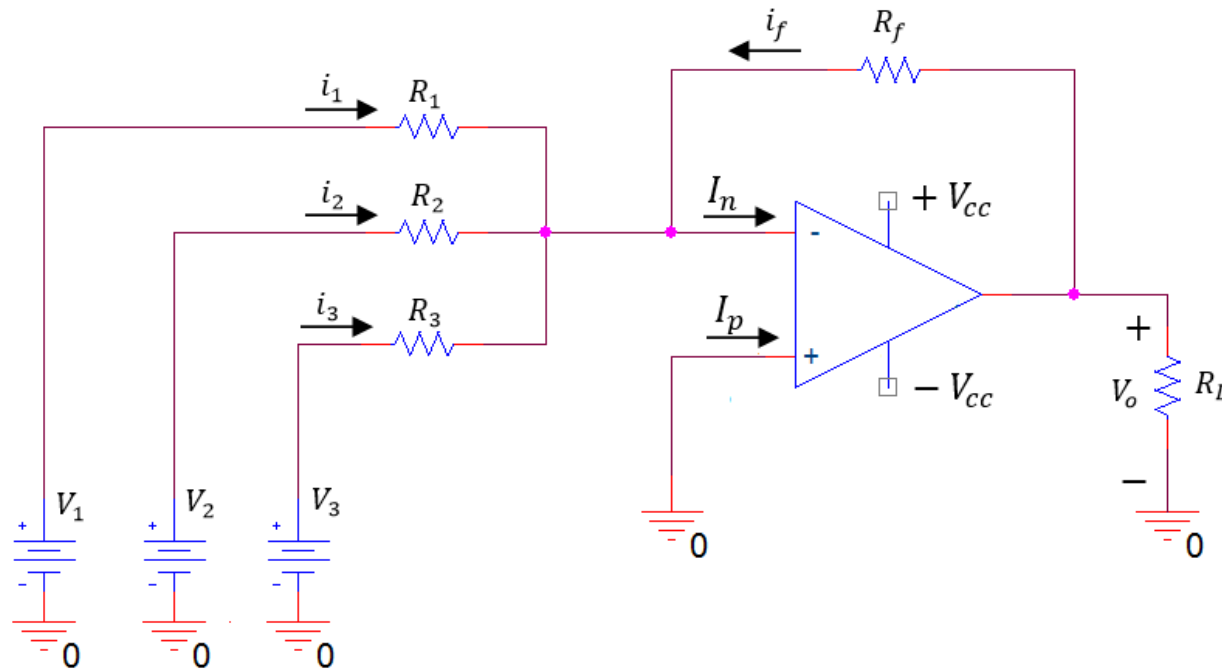 i_f R_f
i_1 R_1
i_2 R_2
I_n + V_cc
-
i_3 R_3
I_p
+
- V_cc
+
V_o
-
V_1 V_2 V_3
+ + +
- - -
0 0
0 0 0